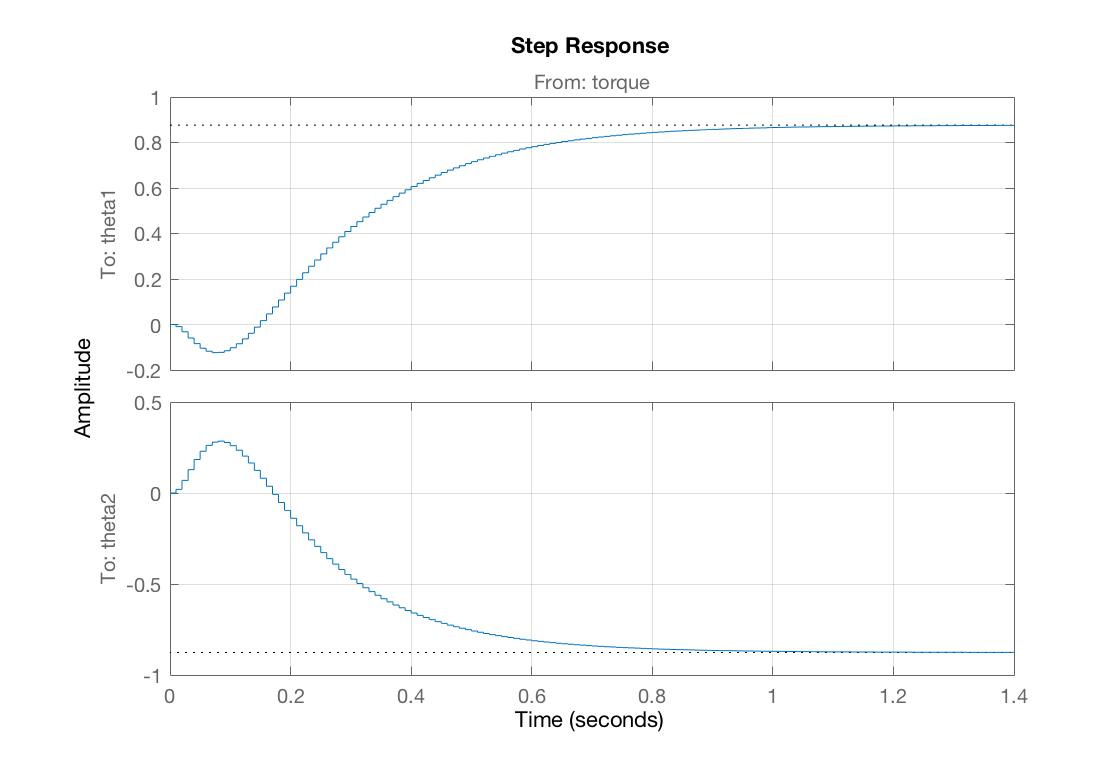 Step Response
From: torque
1
0.8
0.6
0.4
0.2
0
-0.2
To: theta1
Amplitude
0.5
0
-0.5
-1
To: theta2
0 0.2 0.4 0.6 0.8 1 1.2 1.4
Time (seconds)